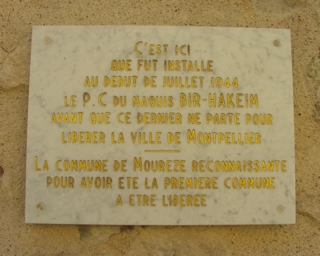 C'EST ICI
QUE FUT INSTALLE
AU DEBUT DE JUILLET 1944
LE P.C DU MAQUIS BIR-HAKEIM
AVANT QUE CE DERNIER NE PARTE POUR
LIBERER LA VILLE DE MONTPELLIER
LA COMMUNE DE MOUREZE RECONNAISSANTE
POUR AVOIR ETE LA PREMIERE COMMUNE
A ETRE LIBEREE